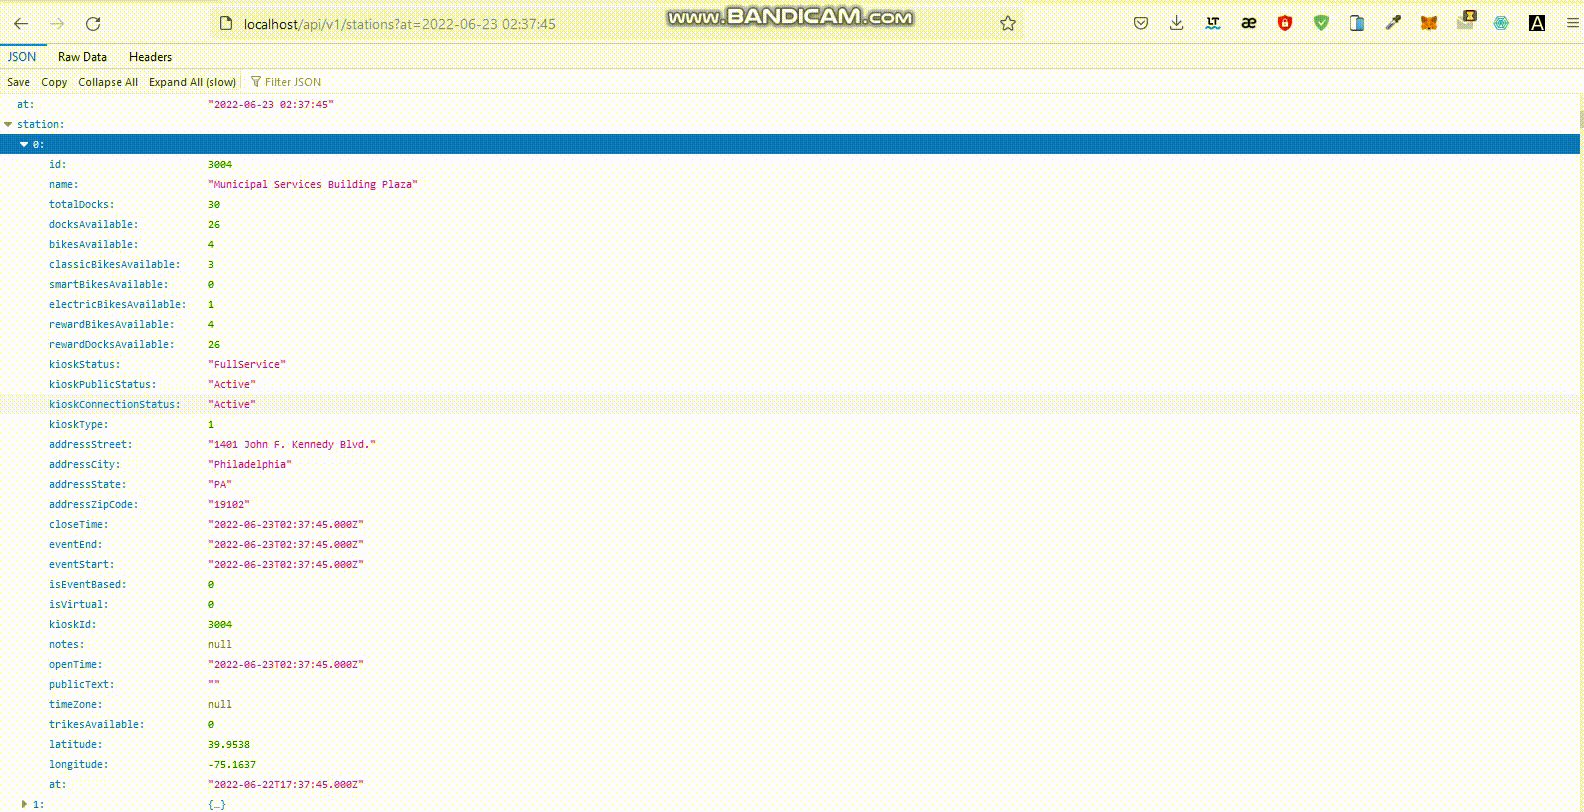 localhost/api/v1/stations?at=2022-06-23 02:37:45
www.BANDICAM.com
LT
æ
A
JSON Raw Data Headers
Save Copy Collapse All Expand All (slow) Filter JSON
at: "2022-06-23 02:37:45"
station:
0:
id: 3004
name: "Municipal Services Building Plaza"
totalDocks: 30
docksAvailable: 26
bikesAvailable: 4
classicBikesAvailable: 3
smartBikesAvailable: 0
electricBikesAvailable: 1
rewardBikesAvailable: 4
rewardDocksAvailable: 26
kioskStatus: "FullService"
kioskPublicStatus: "Active"
kioskConnectionStatus: "Active"
kioskType: 1
addressStreet: "1401 John F. Kennedy Blvd."
addressCity: "Philadelphia"
addressState: "PA"
addressZipCode: "19102"
closeTime: "2022-06-23T02:37:45.000Z"
eventEnd: "2022-06-23T02:37:45.000Z"
eventStart: "2022-06-23T02:37:45.000Z"
isEventBased: 0
isVirtual: 0
kioskId: 3004
notes: null
openTime: "2022-06-23T02:37:45.000Z"
publicText: ""
timeZone: null
trikesAvailable: 0
latitude: 39.9538
longitude: -75.1637
at: "2022-06-22T17:37:45.000Z"
1: {…}